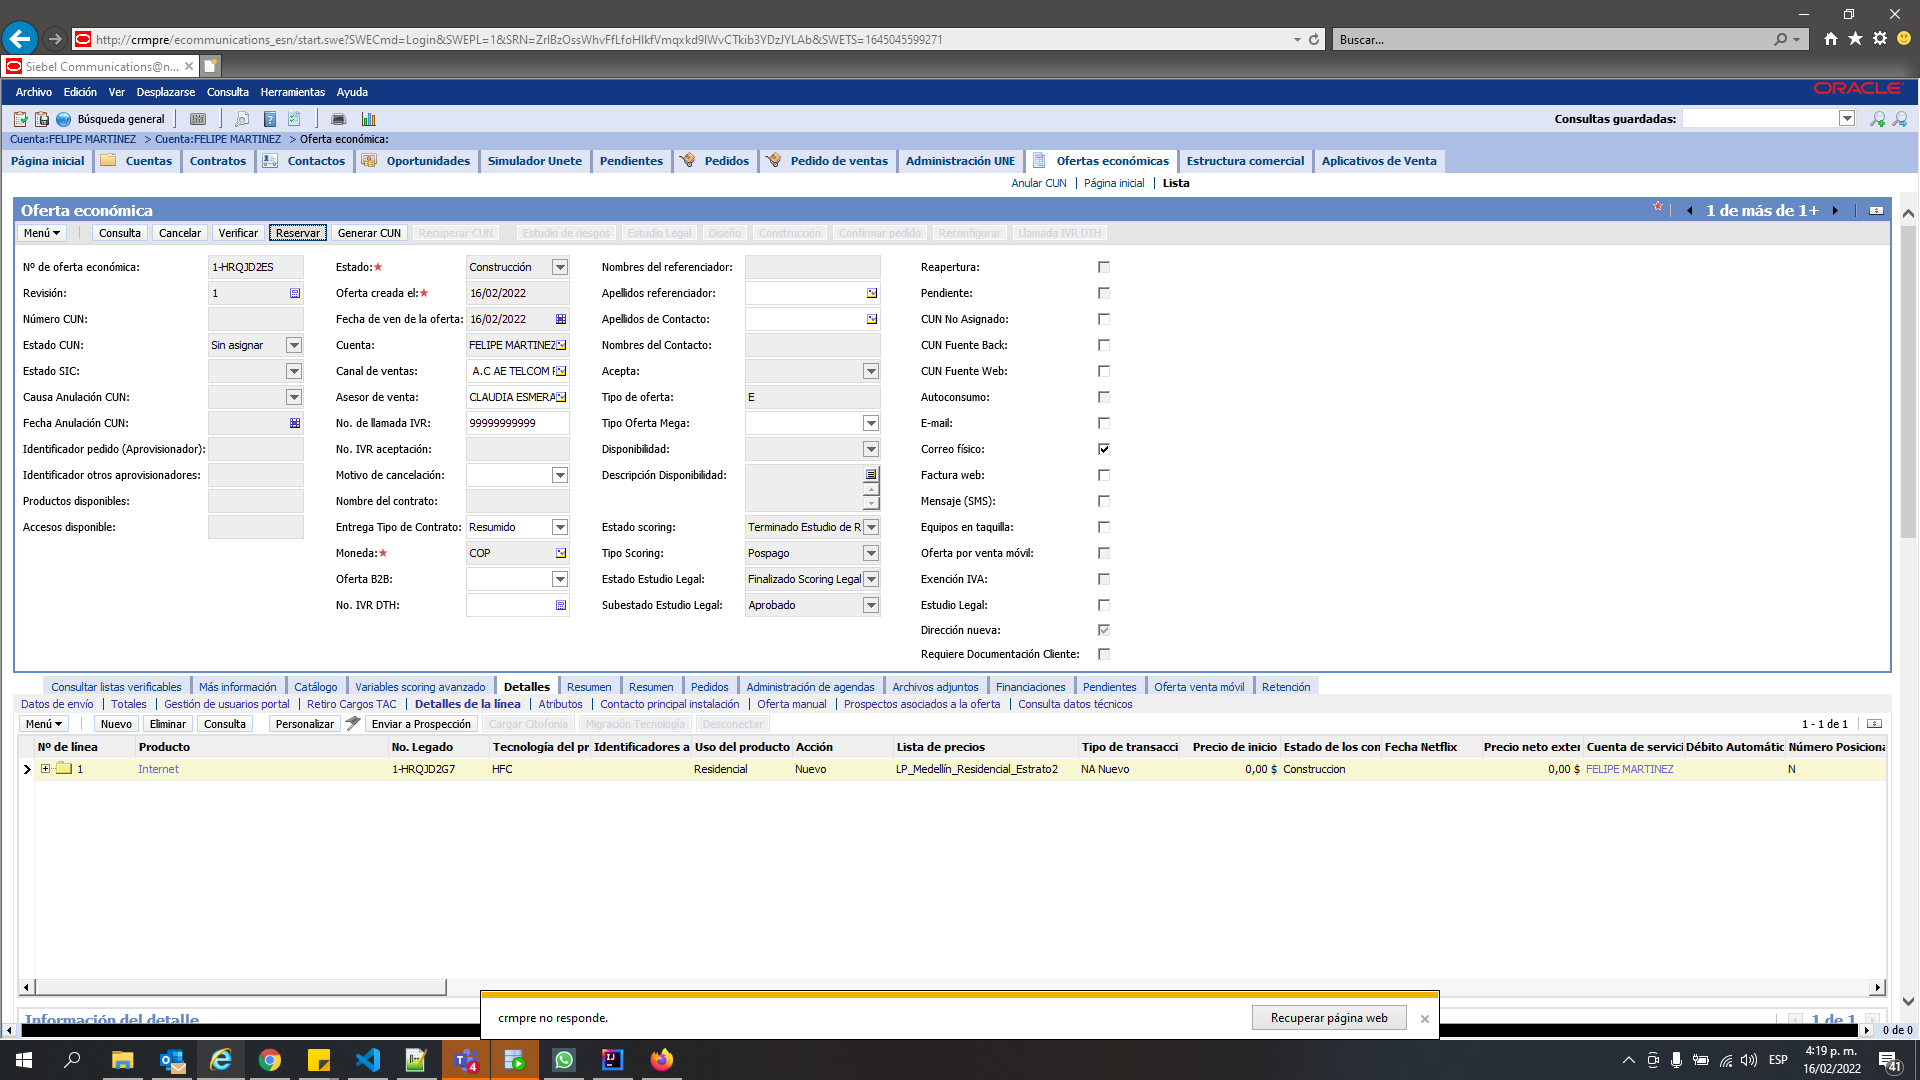 http://crmpre/ecommunications_esn/start.swe?SWECmd=Login&SWEPL=1&SRN=ZrlBzOssWhvFfLfoHlkfVmqxkd9IWvCTkib3YDzJYLAb&SWETS=1645045599271
Buscar...
Siebel Communications@n...
Archivo Edición Ver Desplazarse Consulta Herramientas Ayuda
ORACLE
Búsqueda general
Consultas guardadas:
Cuenta:FELIPE MARTINEZ > Cuenta:FELIPE MARTINEZ > Oferta económica:
Página inicial Cuentas Contratos Contactos Oportunidades Simulador Unete Pendientes Pedidos Pedido de ventas Administración UNE Ofertas económicas Estructura comercial Aplicativos de Venta
Anular CUN Página inicial Lista
Oferta económica
1 de más de 1+
Menú Consulta Cancelar Verificar Reservar Generar CUN Recuperar CUN Estudio de riesgos Estudio Legal Diseño Construcción Confirmar pedido Reconfigurar Llamada IVR DTH
Nº de oferta económica: 1-HRQJD2ES Estado: Construcción Nombres del referenciador: Reapertura:
Revisión: 1 Oferta creada el: 16/02/2022 Apellidos referenciador: Pendiente:
Número CUN: Fecha de ven de la oferta: 16/02/2022 Apellidos de Contacto: CUN No Asignado:
Estado CUN: Sin asignar Cuenta: FELIPE MARTINEZ Nombres del Contacto: CUN Fuente Back:
Estado SIC: Canal de ventas: A.C AE TELCOM F Acepta: CUN Fuente Web:
Causa Anulación CUN: Asesor de venta: CLAUDIA ESMERA Tipo de oferta: E Autoconsumo:
Fecha Anulación CUN: No. de llamada IVR: 99999999999 Tipo Oferta Mega: E-mail:
Identificador pedido (Aprovisionador): No. IVR aceptación: Disponibilidad: Correo físico:
Identificador otros aprovisionadores: Motivo de cancelación: Descripción Disponibilidad: Factura web:
Productos disponibles: Nombre del contrato: Mensaje (SMS):
Accesos disponible: Entrega Tipo de Contrato: Resumido Estado scoring: Terminado Estudio de R Equipos en taquilla:
Moneda: COP Tipo Scoring: Pospago Oferta por venta móvil:
Oferta B2B: Estado Estudio Legal: Finalizado Scoring Legal Exención IVA:
No. IVR DTH: Subestado Estudio Legal: Aprobado Estudio Legal:
Dirección nueva:
Requiere Documentación Cliente:
Consultar listas verificables Más información Catálogo Variables scoring avanzado Detalles Resumen Resumen Pedidos Administración de agendas Archivos adjuntos Financiaciones Pendientes Oferta venta móvil Retención
Datos de envío Totales Gestión de usuarios portal Retiro Cargos TAC Detalles de la línea Atributos Contacto principal instalación Oferta manual Prospectos asociados a la oferta Consulta datos técnicos
Menú Nuevo Eliminar Consulta Personalizar Enviar a Prospección Cargar Citofonía Migración Tecnología Desconectar 1 - 1 de 1
Nº de línea Producto No. Legado Tecnología del pr Identificadores a Uso del producto Acción Lista de precios Tipo de transacci Precio de inicio Estado de los con Fecha Netflix Precio neto exter Cuenta de servici Débito Automátic Número Posiciona
1 Internet 1-HRQJD2G7 HFC Residencial Nuevo LP_Medellín_Residencial_Estrato2 NA Nuevo 0,00 $ Construccion 0,00 $ FELIPE MARTINEZ N
Información del detalle
1 de 1
crmpre no responde.
Recuperar página web
0 de 0
4
ESP
4:19 p. m.
16/02/2022
41